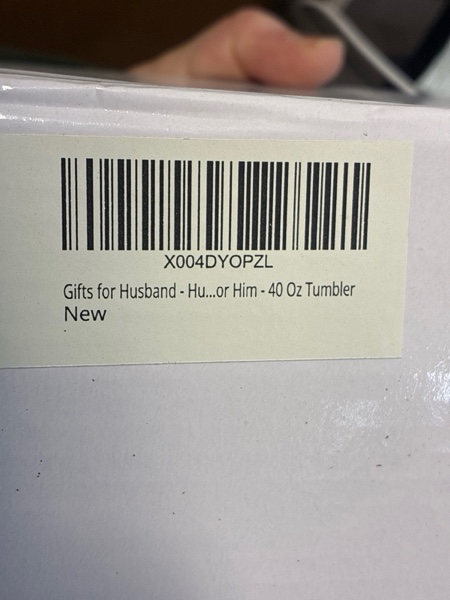 X004DYOPZL
Gifts for Husband - Hu...or Him - 40 Oz Tumbler
New